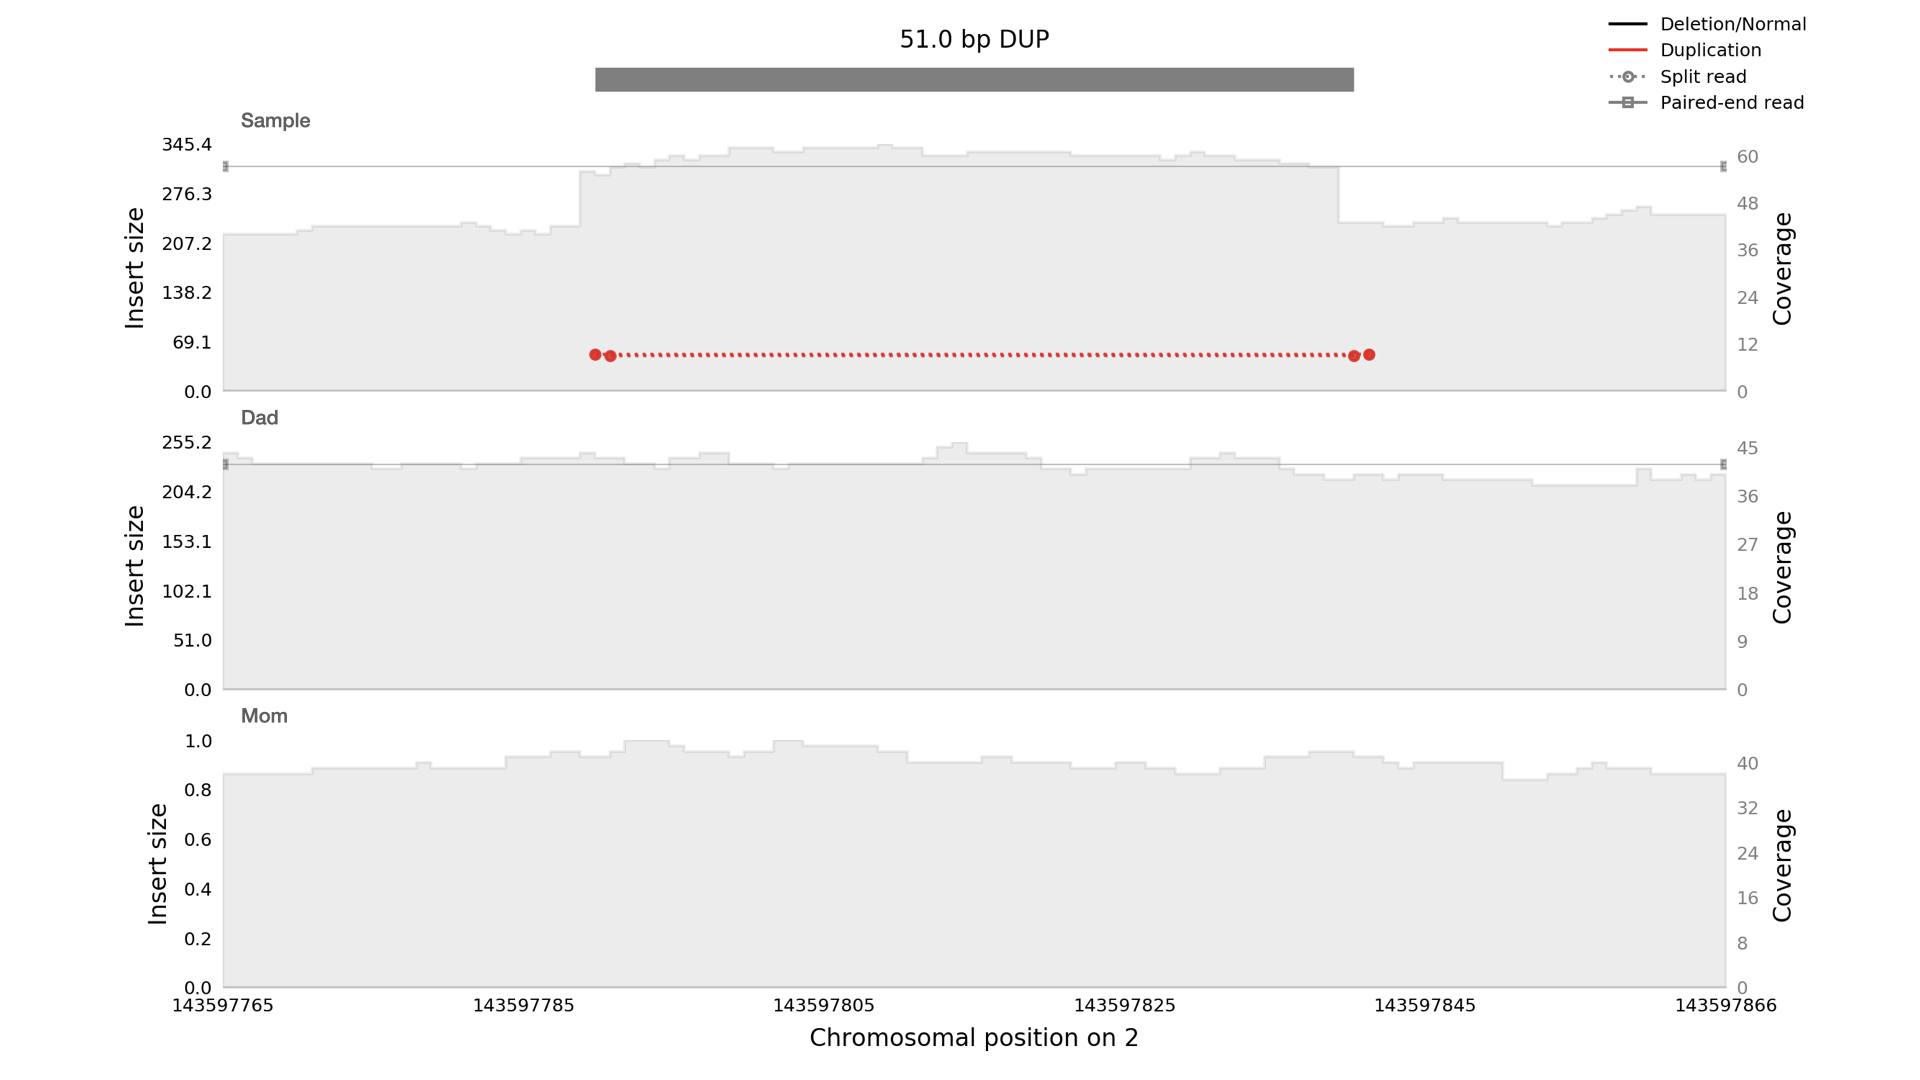 51.0 bp DUP
Deletion/Normal
Duplication
Split read
Paired-end read
Sample
345.4
276.3
207.2
138.2
69.1
0.0
Insert size
60
48
36
24
12
0
Coverage
Dad
255.2
204.2
153.1
102.1
51.0
0.0
Insert size
45
36
27
18
9
0
Coverage
Mom
1.0
0.8
0.6
0.4
0.2
0.0
Insert size
40
32
24
16
8
0
Coverage
143597765 143597785 143597805 143597825 143597845 143597866
Chromosomal position on 2